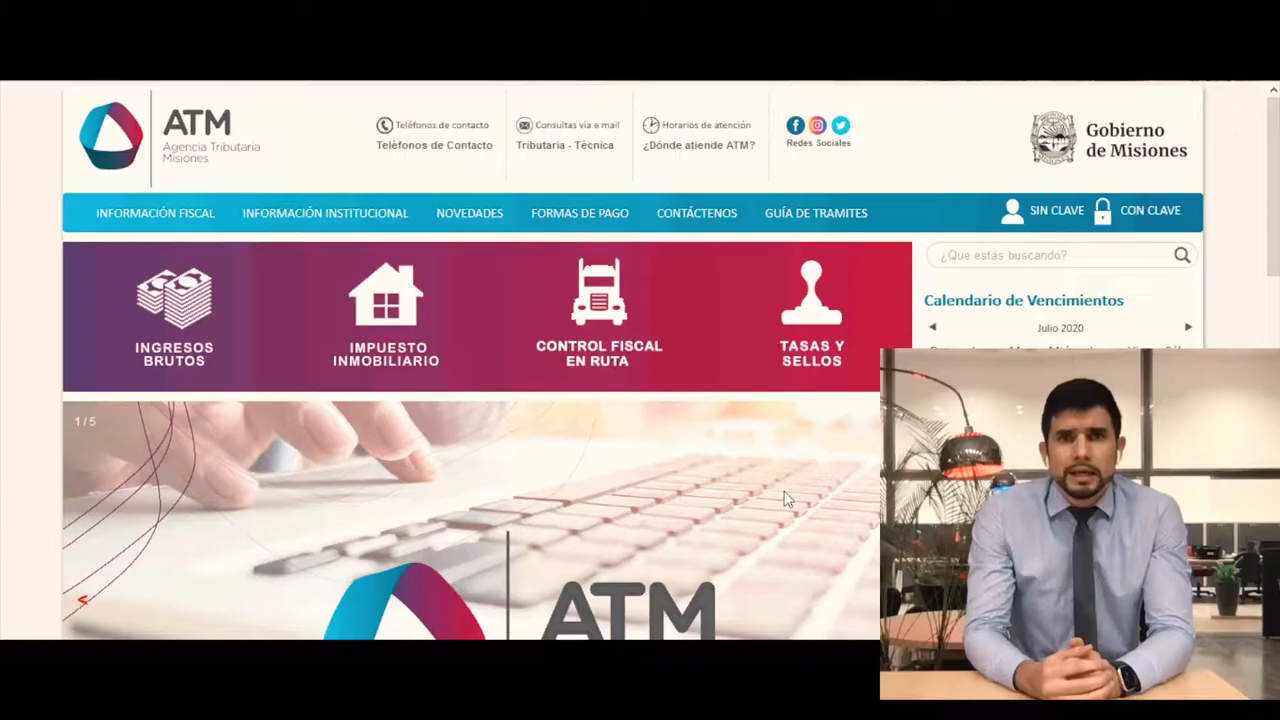 ATM
Agencia Tributaria
Misiones
Teléfonos de contacto
Teléfonos de Contacto
Consultas vía e mail
Tributaria - Técnica
Horarios de atención
¿Dónde atiende ATM?
Redes Sociales
Gobierno
de Misiones
INFORMACIÓN FISCAL
INFORMACIÓN INSTITUCIONAL
NOVEDADES
FORMAS DE PAGO
CONTÁCTENOS
GUÍA DE TRAMITES
SIN CLAVE
CON CLAVE
INGRESOS
BRUTOS
IMPUESTO
INMOBILIARIO
CONTROL FISCAL
EN RUTA
TASAS Y
SELLOS
¿Que estás buscando?
Calendario de Vencimientos
Julio 2020
1 / 5
<
ATM